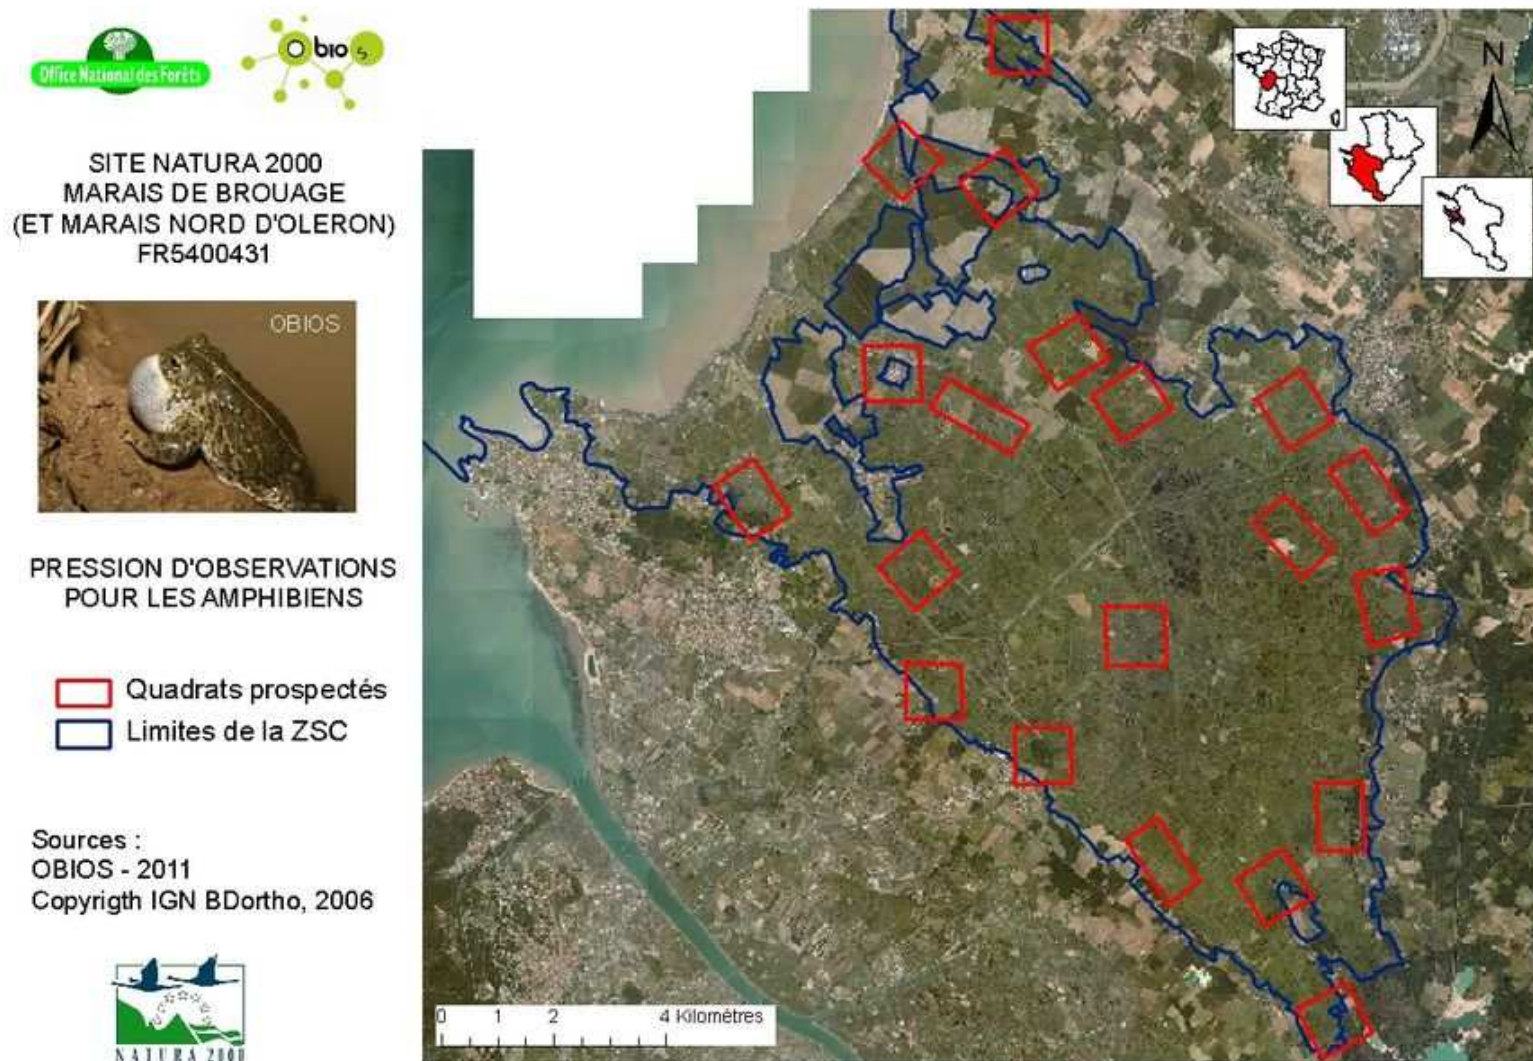 Office National des Forêts
Obios
SITE NATURA 2000
MARAIS DE BROUAGE
(ET MARAIS NORD D'OLERON)
FR5400431
OBIOS
PRESSION D'OBSERVATIONS
POUR LES AMPHIBIENS
Quadrats prospectés
Limites de la ZSC
Sources :
OBIOS - 2011
Copyrigth IGN BDortho, 2006
NATURA 2000
N
0 1 2 4 Kilomètres